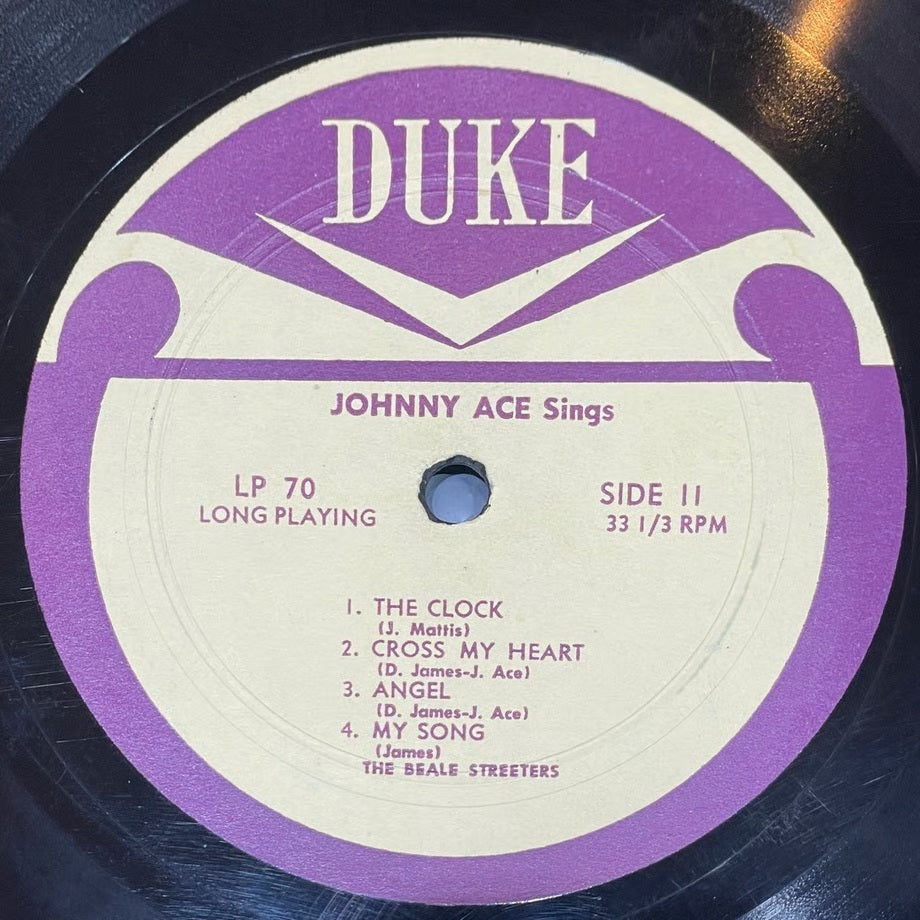 DUKE
JOHNNY ACE Sings
LP 70
LONG PLAYING
SIDE II
33 1/3 RPM
1. THE CLOCK
(J. Mattis)
2. CROSS MY HEART
(D. James-J. Ace)
3. ANGEL
(D. James-J. Ace)
4. MY SONG
(James)
THE BEALE STREETERS